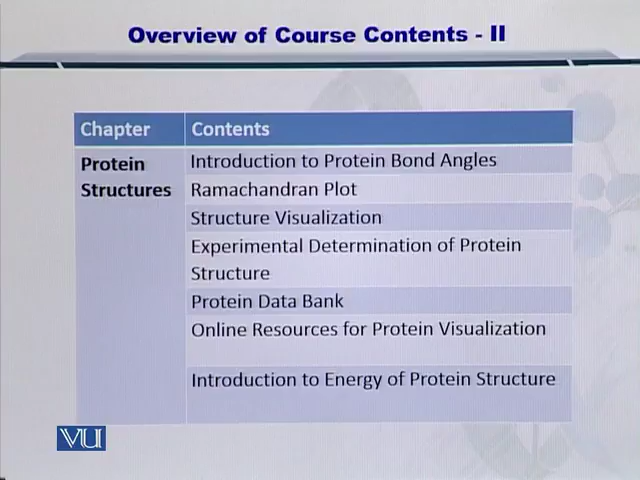 Overview of Course Contents - II
Chapter
Contents
Protein
Structures
Introduction to Protein Bond Angles
Ramachandran Plot
Structure Visualization
Experimental Determination of Protein
Structure
Protein Data Bank
Online Resources for Protein Visualization
Introduction to Energy of Protein Structure
VU